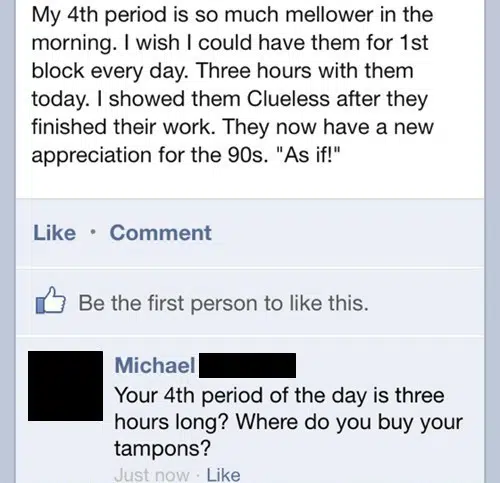 My 4th period is so much mellower in the
morning. I wish I could have them for 1st
block every day. Three hours with them
today. I showed them Clueless after they
finished their work. They now have a new
appreciation for the 90s. "As if!"
Like · Comment
Be the first person to like this.
Michael
Your 4th period of the day is three
hours long? Where do you buy your
tampons?
Just now · Like